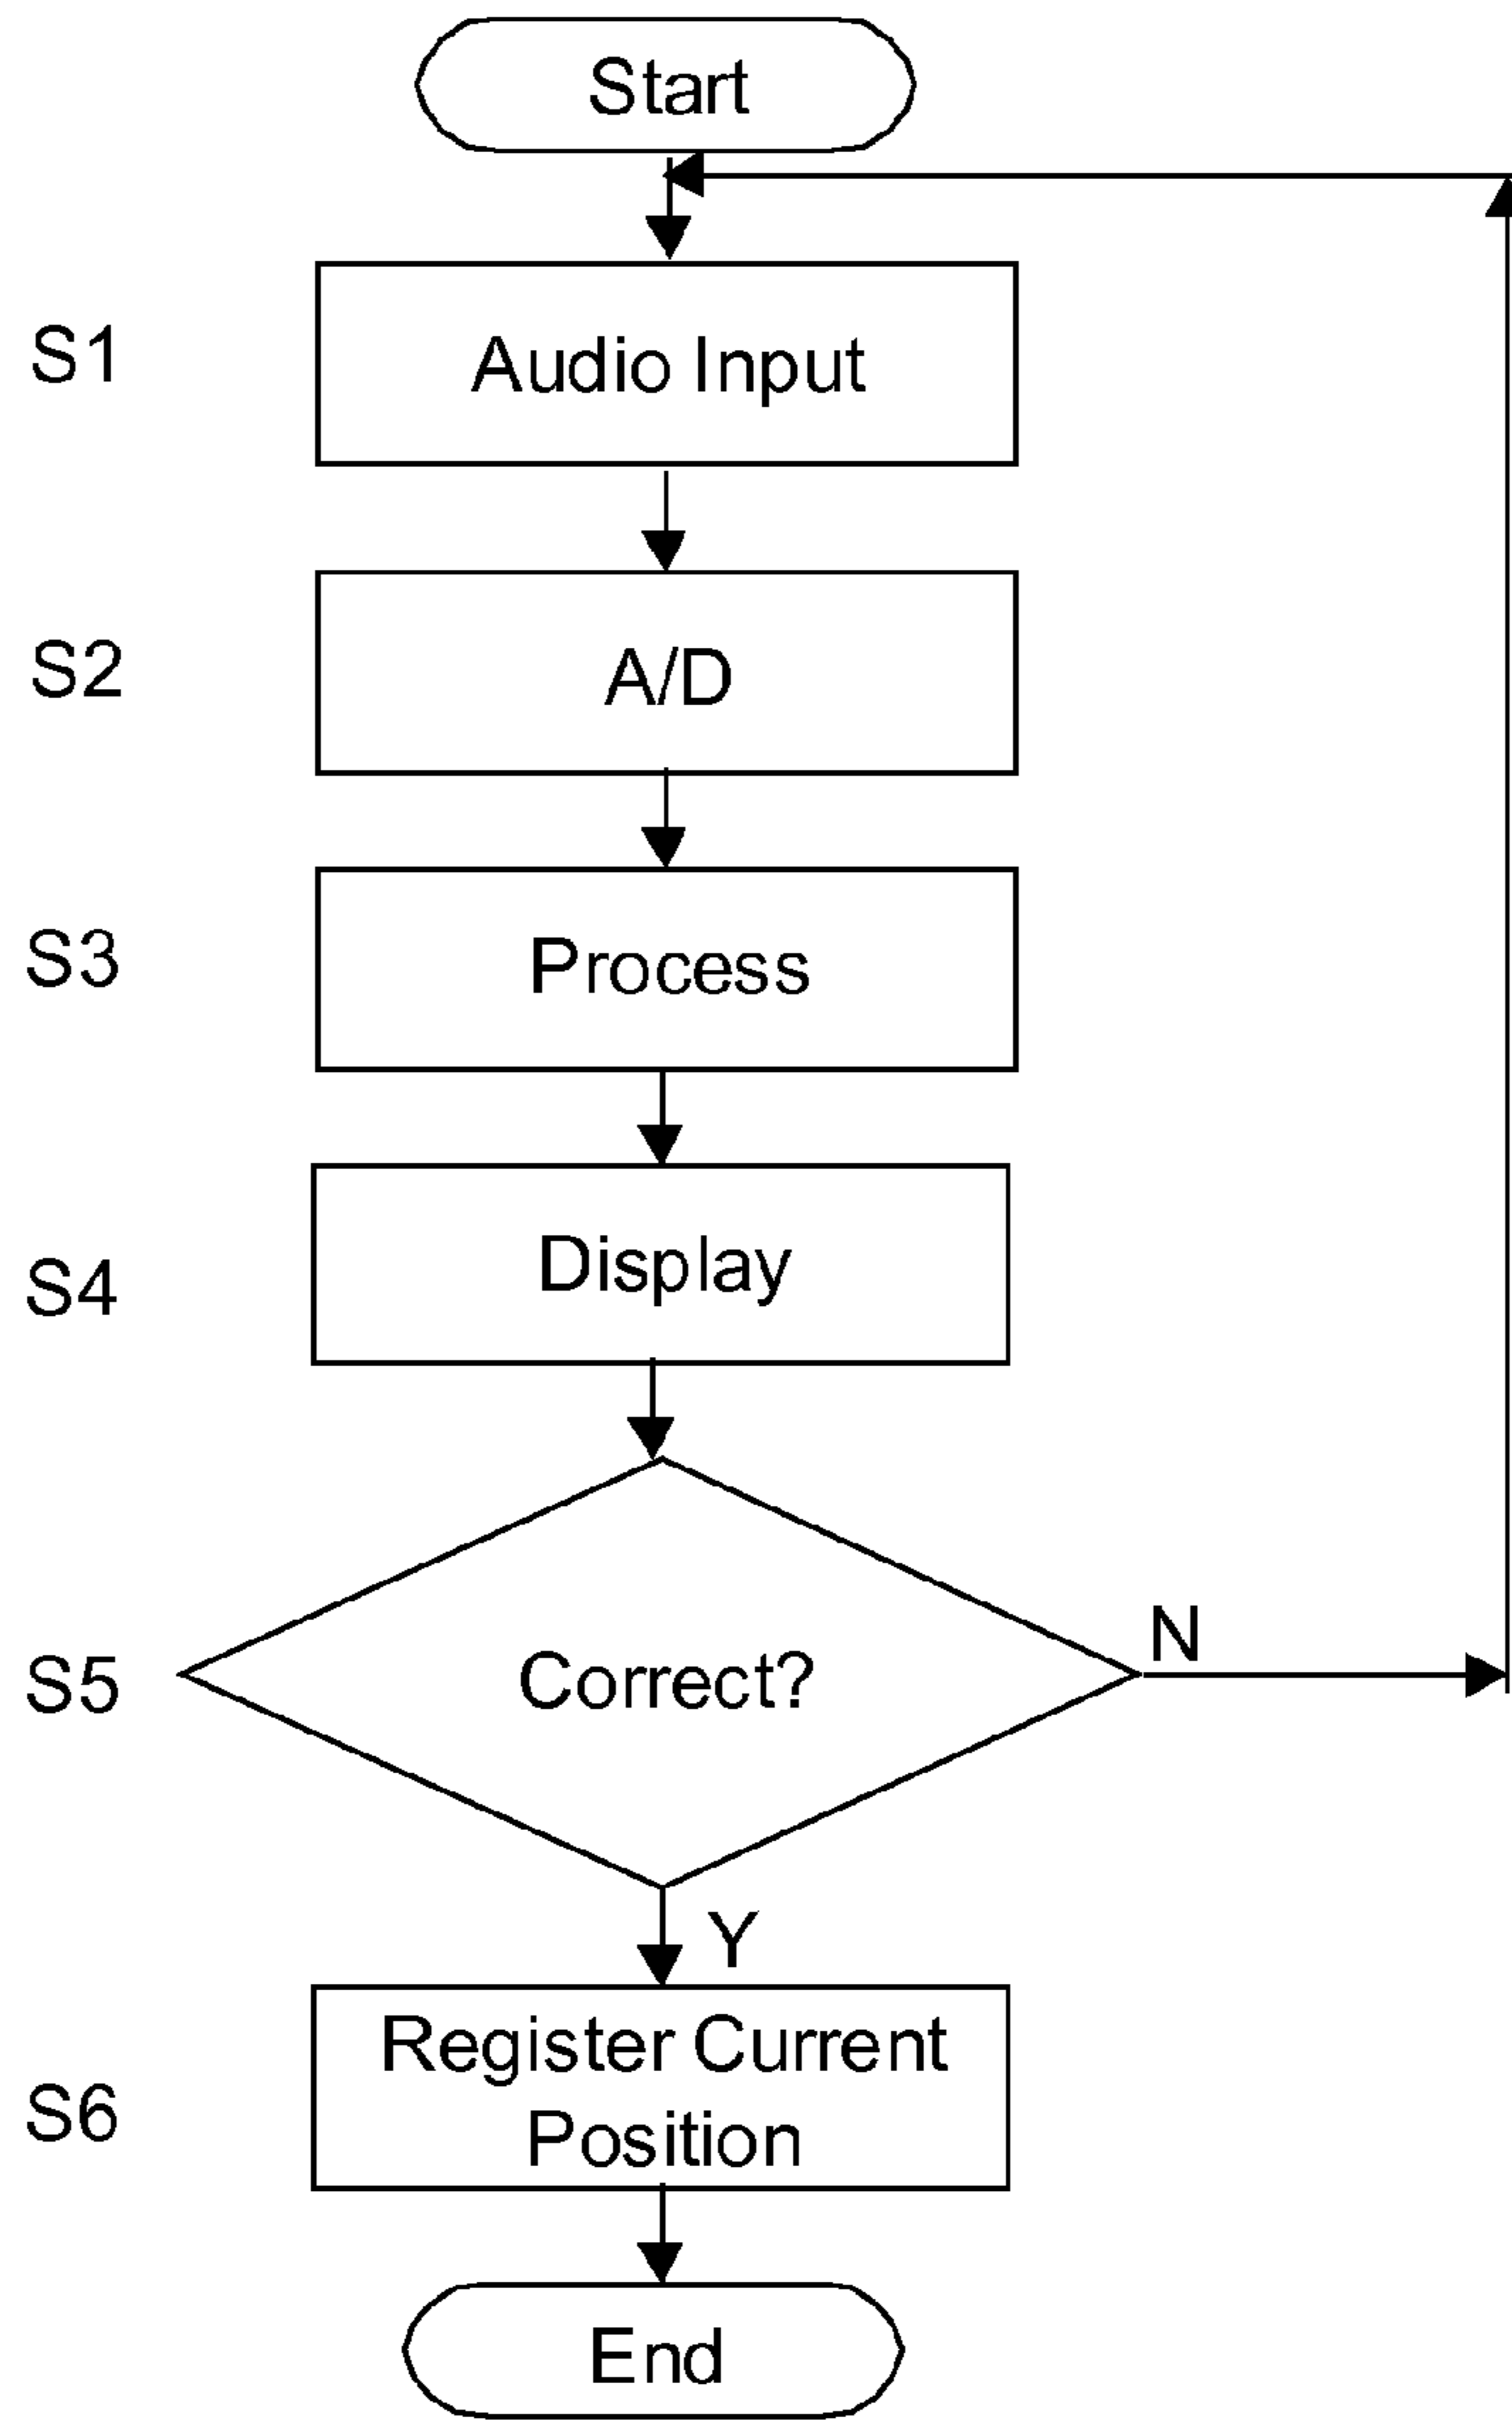 Start
S1
Audio Input
S2
A/D
S3
Process
S4
Display
S5
Correct?
N
Y
S6
Register Current
Position
End